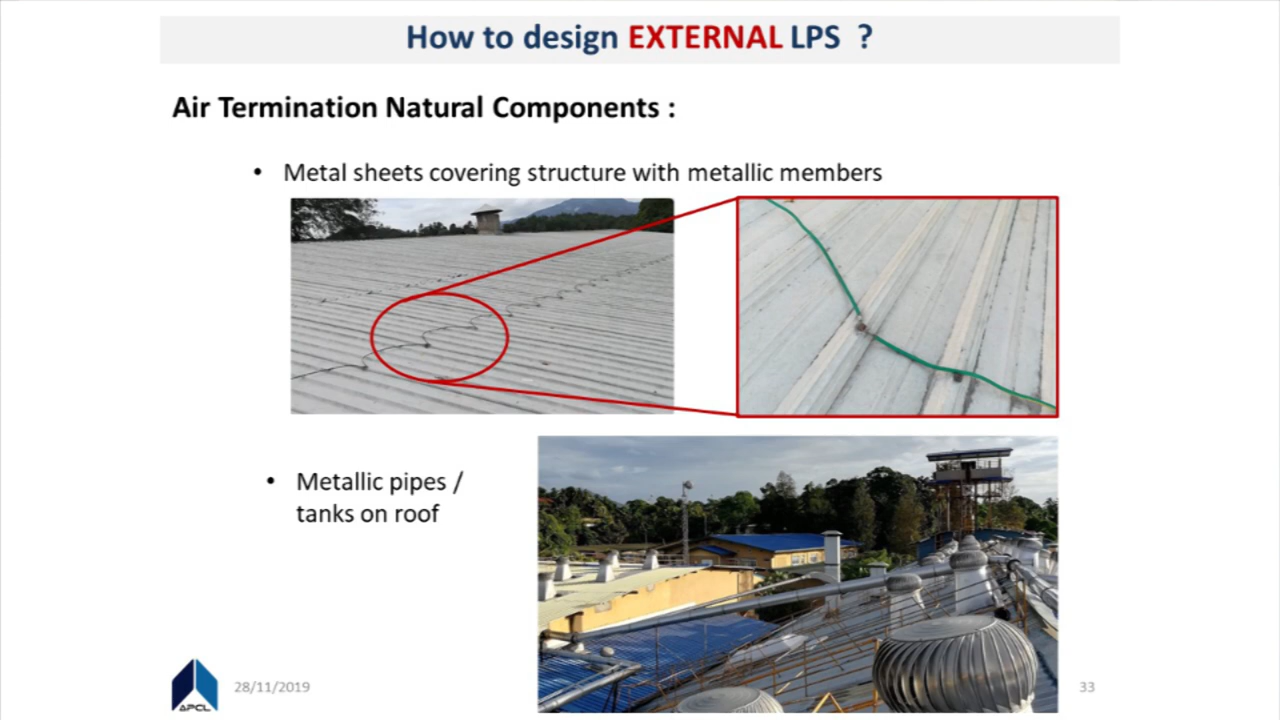 How to design EXTERNAL LPS ?
Air Termination Natural Components :
• Metal sheets covering structure with metallic members
• Metallic pipes /
tanks on roof
APCL
28/11/2019
33